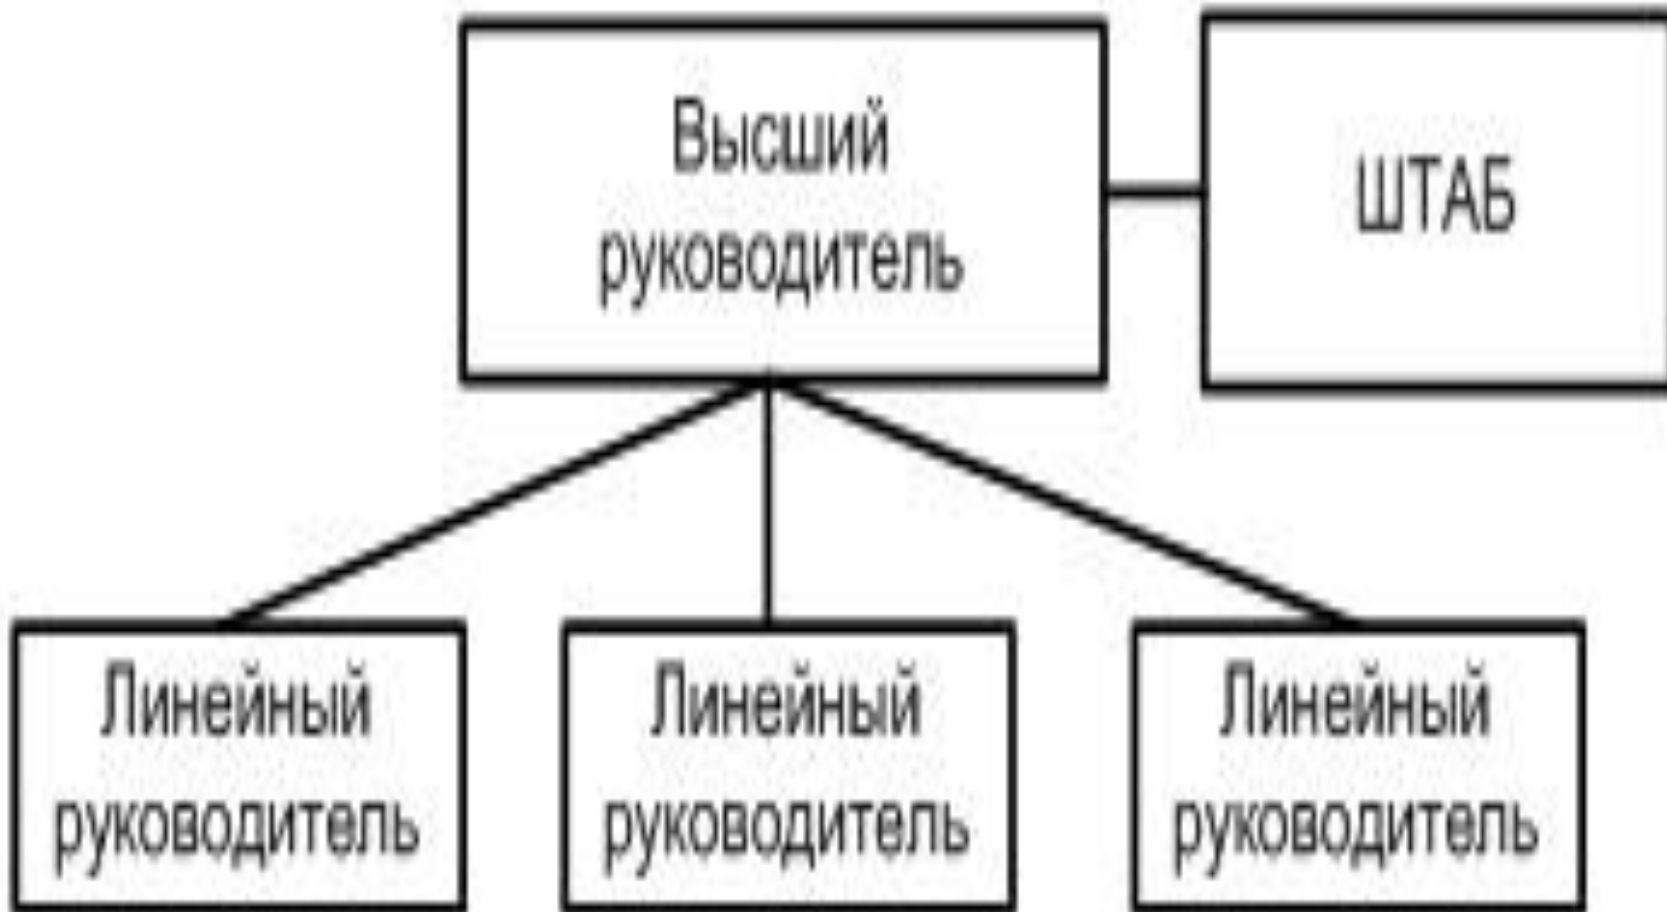 Высший
руководитель
ШТАБ
Линейный
руководитель
Линейный
руководитель
Линейный
руководитель